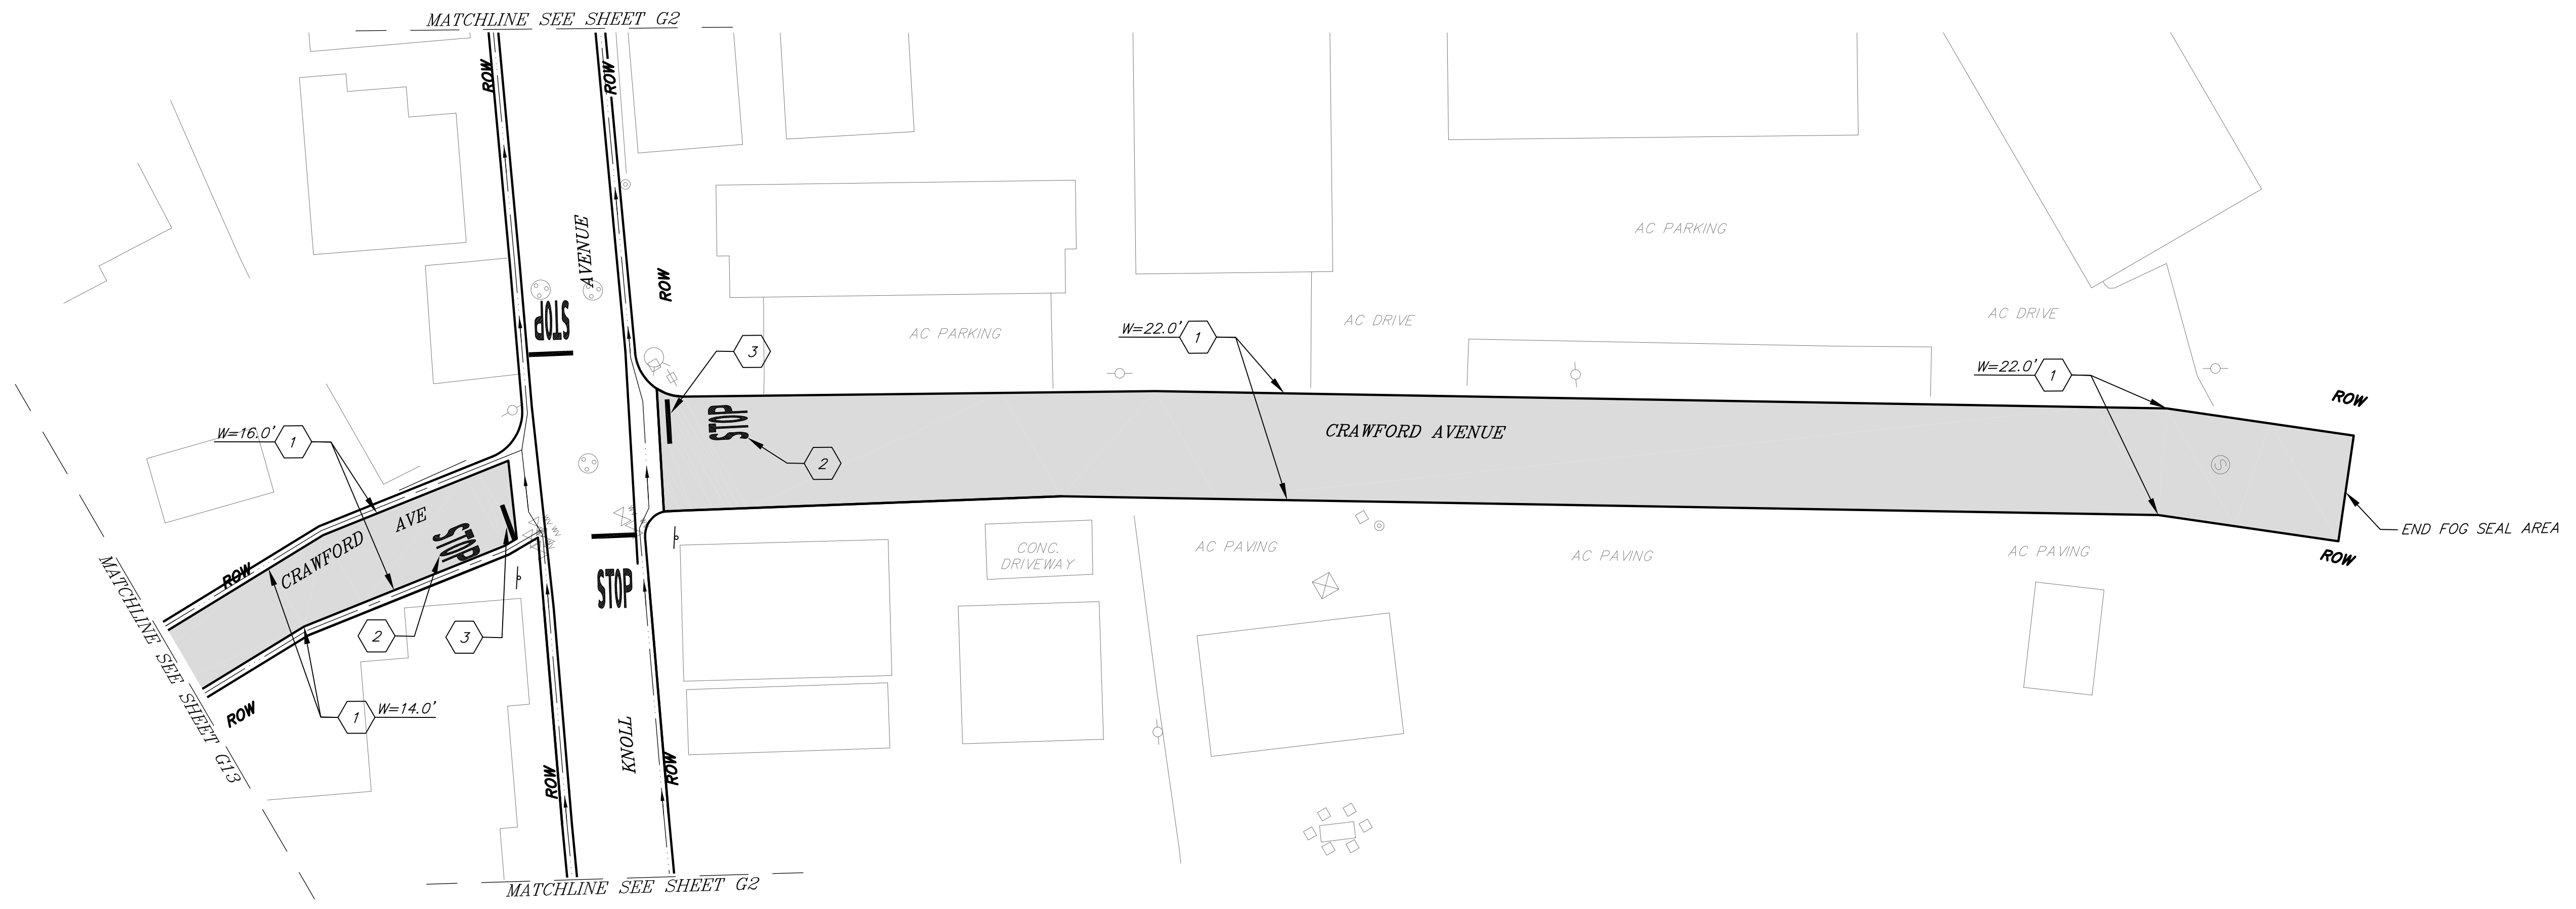 MATCHLINE SEE SHEET G2
ROW
ROW
AVENUE
ROW
STOP
AC PARKING
AC PARKING
AC DRIVE
AC DRIVE
3
W=22.0'
1
W=22.0'
1
ROW
STOP
2
CRAWFORD AVENUE
S
END FOG SEAL AREA
ROW
W=16.0'
1
CRAWFORD AVE
STOP
ROW
WV WV
WV
CONC.
DRIVEWAY
AC PAVING
AC PAVING
AC PAVING
STOP
2
3
MATCHLINE SEE SHEET G13
ROW
1
W=14.0'
KNOLL
ROW
ROW
MATCHLINE SEE SHEET G2